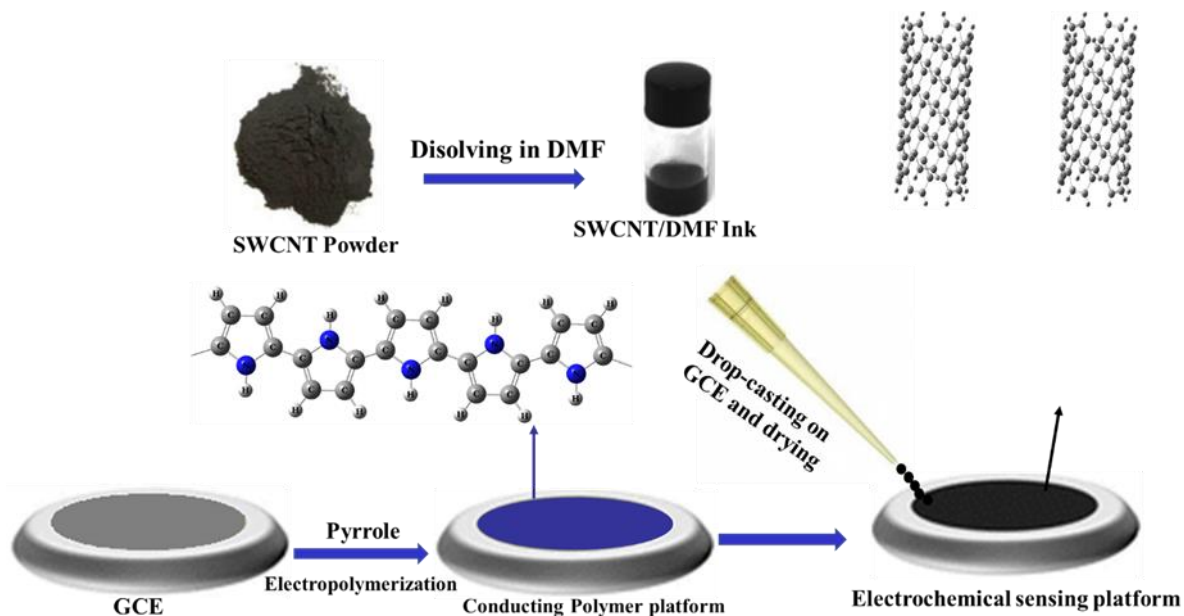 Disolving in DMF
SWCNT Powder
SWCNT/DMF Ink
H H H H H H
C C C C C C C C C C C C C C C C C C C C
N N N N N
H H H H H H H H H
Drop-casting on
GCE and drying
Pyrrole
Electropolymerization
GCE
Conducting Polymer platform
Electrochemical sensing platform